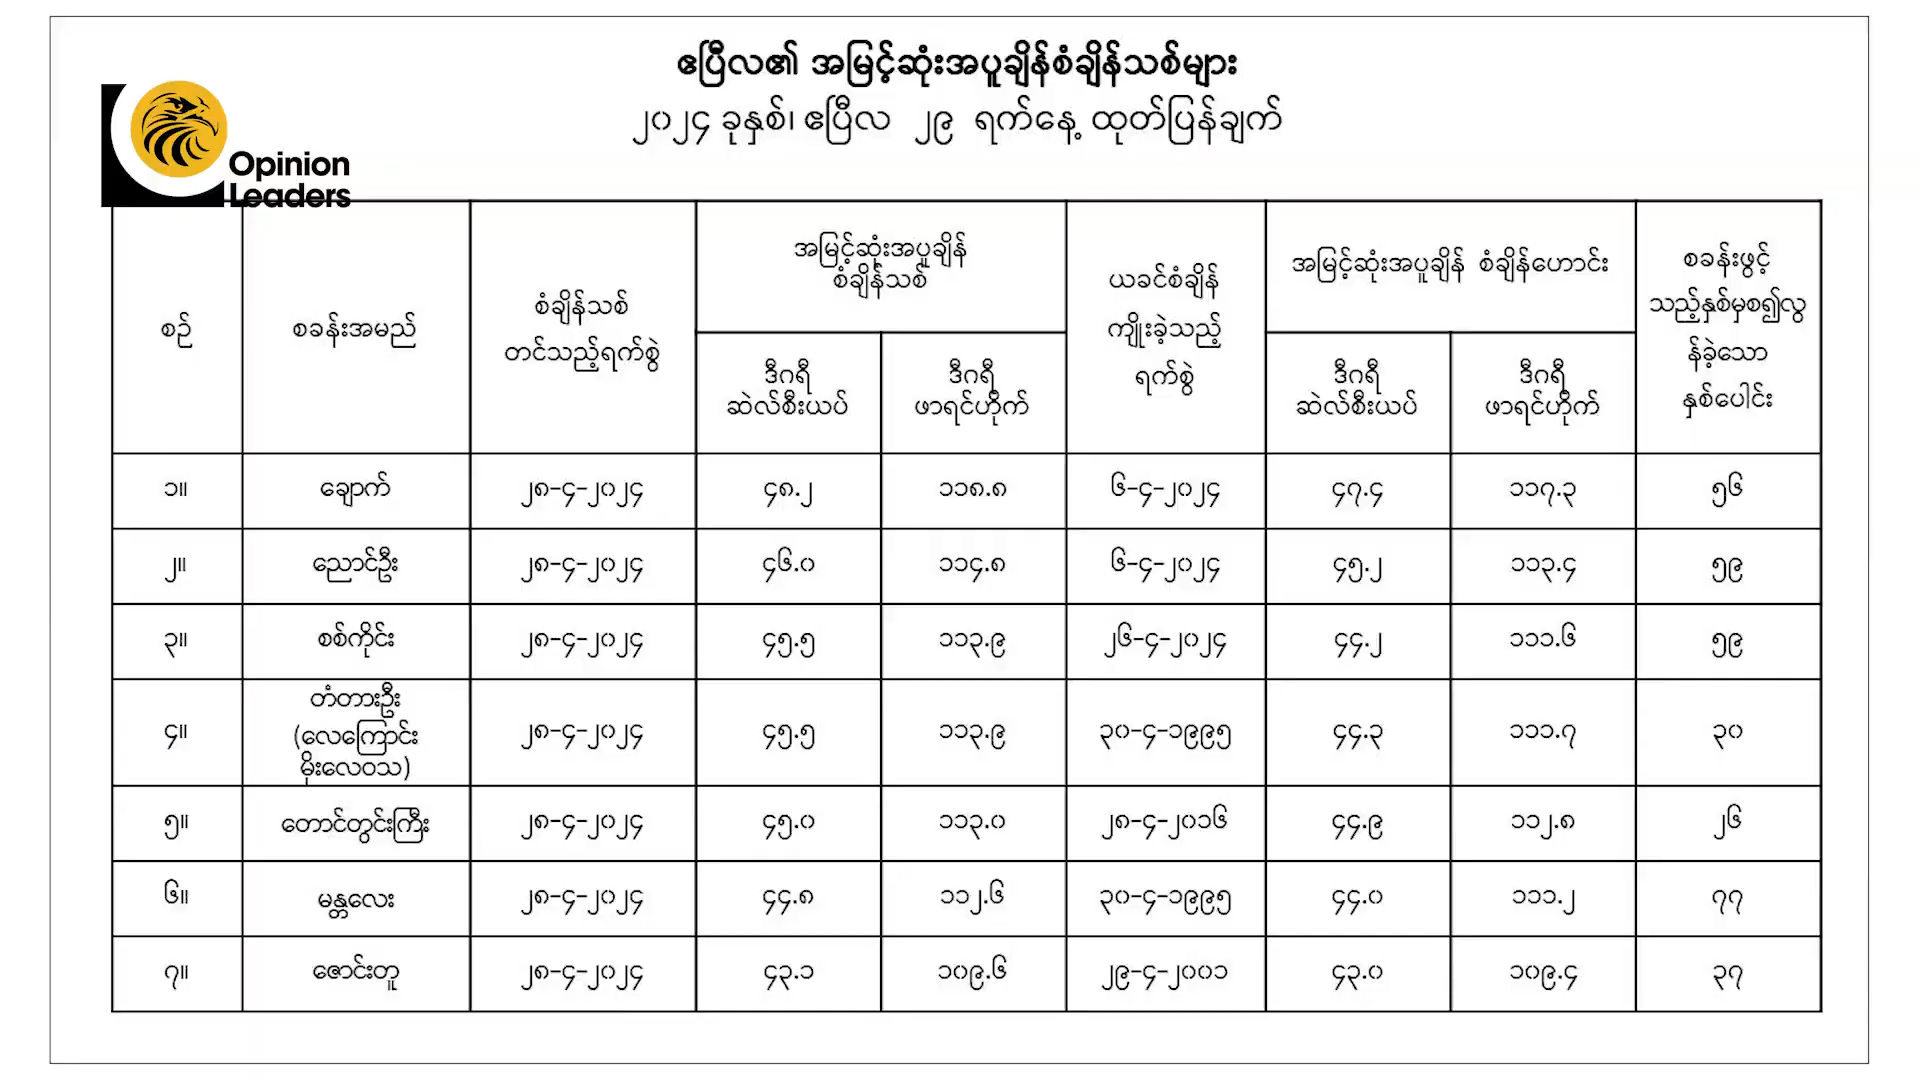 ဧပြီလ၏ အမြင့်ဆုံးအပူချိန်စံချိန်သစ်များ
၂၀၂၄ ခုနှစ်၊ ဧပြီလ ၂၉ ရက်နေ့ ထုတ်ပြန်ချက်
Opinion
Leaders
စဉ်
စခန်းအမည်
စံချိန်သစ်
တင်သည့်ရက်စွဲ
အမြင့်ဆုံးအပူချိန်
စံချိန်သစ်
ဒီဂရီ
ဆဲလ်စီးယပ်
ဒီဂရီ
ဖာရင်ဟိုက်
ယခင်စံချိန်
ကျိုးခဲ့သည့်
ရက်စွဲ
အမြင့်ဆုံးအပူချိန် စံချိန်ဟောင်း
ဒီဂရီ
ဆဲလ်စီးယပ်
ဒီဂရီ
ဖာရင်ဟိုက်
စခန်းဖွင့်
သည့်နှစ်မှစ၍လွ
န်ခဲ့သော
နှစ်ပေါင်း
၁။ ချောက် ၂၈-၄-၂၀၂၄ ၄၈.၂ ၁၁၈.၈ ၆-၄-၂၀၂၄ ၄၇.၄ ၁၁၇.၃ ၅၆
၂။ ညောင်ဦး ၂၈-၄-၂၀၂၄ ၄၆.၀ ၁၁၄.၈ ၆-၄-၂၀၂၄ ၄၅.၂ ၁၁၃.၄ ၅၉
၃။ စစ်ကိုင်း ၂၈-၄-၂၀၂၄ ၄၅.၅ ၁၁၃.၉ ၂၆-၄-၂၀၂၄ ၄၄.၂ ၁၁၁.၆ ၅၉
၄။ တံတားဦး
(လေကြောင်း
မိုးလေဝသ)
၂၈-၄-၂၀၂၄ ၄၅.၅ ၁၁၃.၉ ၃၀-၄-၁၉၉၅ ၄၄.၃ ၁၁၁.၇ ၃၀
၅။ တောင်တွင်းကြီး ၂၈-၄-၂၀၂၄ ၄၅.၀ ၁၁၃.၀ ၂၈-၄-၂၀၁၆ ၄၄.၉ ၁၁၂.၈ ၂၆
၆။ မန္တလေး ၂၈-၄-၂၀၂၄ ၄၄.၈ ၁၁၂.၆ ၃၀-၄-၁၉၉၅ ၄၄.၀ ၁၁၁.၂ ၇၇
၇။ ဇောင်းတူ ၂၈-၄-၂၀၂၄ ၄၃.၁ ၁၀၉.၆ ၂၉-၄-၂၀၀၁ ၄၃.၀ ၁၀၉.၄ ၃၇